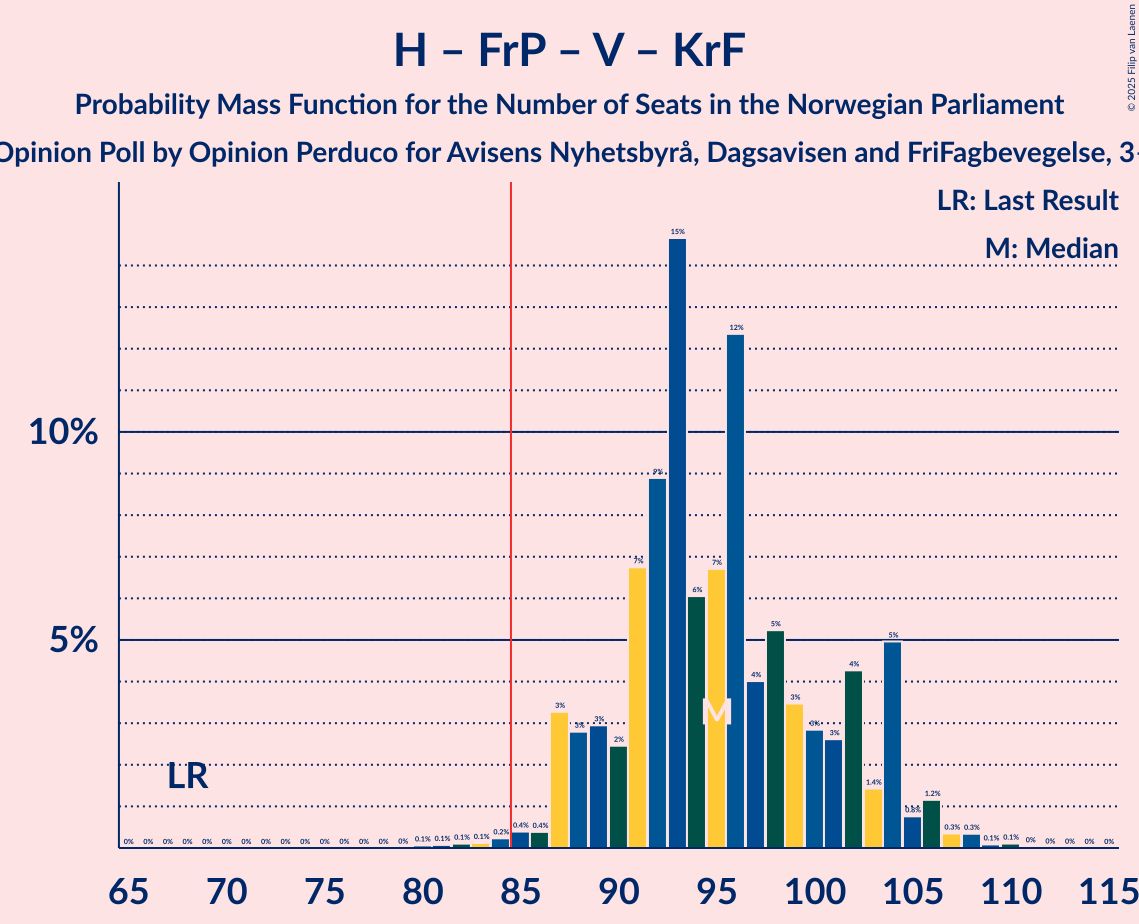 © 2025 Filip van Laenen
H – FrP – V – KrF
Probability Mass Function for the Number of Seats in the Norwegian Parliament
Opinion Poll by Opinion Perduco for Avisens Nyhetsbyrå, Dagsavisen and FriFagbevegelse, 3-
LR: Last Result
M: Median
15%
12%
10%
9%
7% 7%
6%
5% 5%
5%
4% 4%
3% 3% 3% 3% 3% 3%
2%
M
LR
1.4% 1.2%
0.8%
0% 0% 0% 0% 0% 0% 0% 0% 0% 0% 0% 0% 0% 0% 0% 0.1% 0.1% 0.1% 0.1% 0.2% 0.4% 0.4% 0.3% 0.3% 0.1% 0.1% 0% 0% 0% 0% 0%
65 70 75 80 85 90 95 100 105 110 115